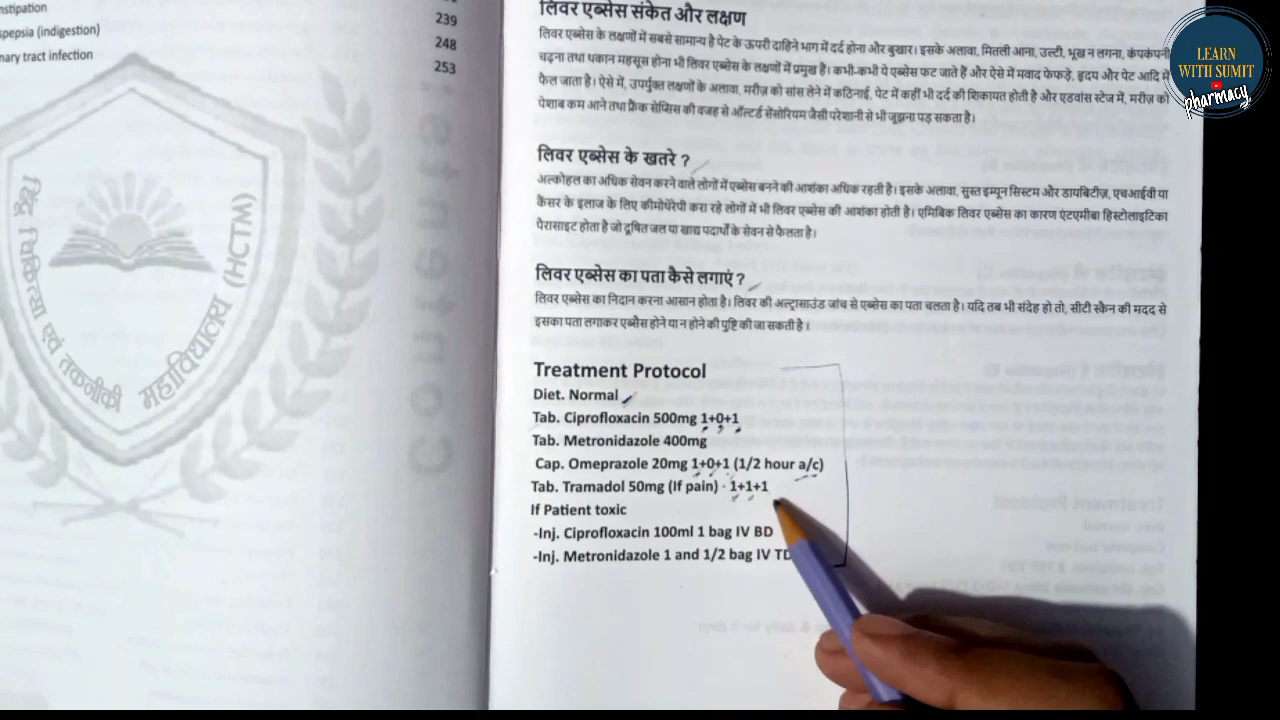 nstipation
239
spepsia (indigestion)
248
nary tract infection
253
हिंदू चिकित्सा एवं तकनीकी महाविद्यालय (HCTM)
Contents
लिवर एब्सेस संकेत और लक्षण
लिवर एब्सेस के लक्षणों में सबसे सामान्य है पेट के ऊपरी दाहिने भाग में दर्द होना और बुखार। इसके अलावा, मितली आना, उल्टी, भूख न लगना, कंपकंपी
चढ़ना तथा थकान महसूस होना भी लिवर एब्सेस के लक्षणों में प्रमुख हैं। कभी-कभी ये एब्सेस फट जाते हैं और ऐसे में मवाद फेफड़े, हृदय और पेट आदि में
फैल जाता है। ऐसे में, उपर्युक्त लक्षणों के अलावा, मरीज़ को सांस लेने में कठिनाई, पेट में कहीं भी दर्द की शिकायत होती है और एडवांस स्टेज में, मरीज़ को
पेशाब कम आने तथा फ्रैंक सेप्सिस की वजह से ऑल्टर्ड सेंसोरियम जैसी परेशानी से भी जूझना पड़ सकता है।
लिवर एब्सेस के खतरे ?
अल्कोहल का अधिक सेवन करने वाले लोगों में एब्सेस बनने की आशंका अधिक रहती है। इसके अलावा, सुस्त इम्यून सिस्टम और डायबिटीज़, एचआईवी या
कैंसर के इलाज के लिए कीमोथेरेपी करा रहे लोगों में भी लिवर एब्सेस की आशंका होती है। एमिबिक लिवर एब्सेस का कारण एंटएमीबा हिस्टोलाइटिका
पैरासाइट होता है जो दूषित जल या खाद्य पदार्थों के सेवन से फैलता है।
लिवर एब्सेस का पता कैसे लगाएं ?
लिवर एब्सेस का निदान करना आसान होता है। लिवर की अल्ट्रासाउंड जांच से एब्सेस का पता चलता है। यदि तब भी संदेह हो तो, सीटी स्कैन की मदद से
इसका पता लगाकर एब्सैस होने या न होने की पुष्टि की जा सकती है ।
Treatment Protocol
Diet. Normal
Tab. Ciprofloxacin 500mg 1+0+1
Tab. Metronidazole 400mg
Cap. Omeprazole 20mg 1+0+1 (1/2 hour a/c)
Tab. Tramadol 50mg (If pain) · 1+1+1
If Patient toxic
-Inj. Ciprofloxacin 100ml 1 bag IV BD
-Inj. Metronidazole 1 and 1/2 bag IV TD
LEARN
WITH SUMIT
pharmacy